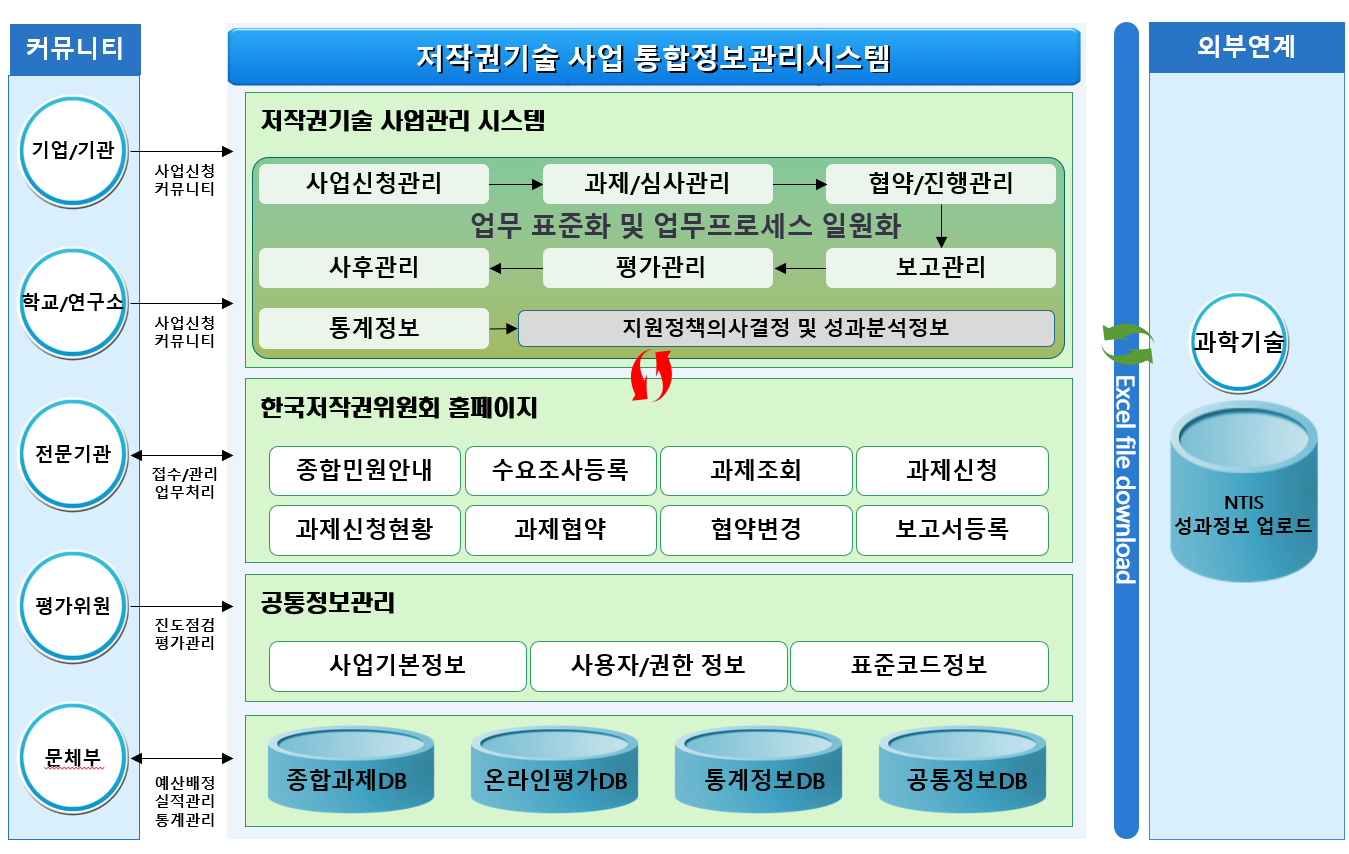 커뮤니티
기업/기관
사업신청
커뮤니티
학교/연구소
사업신청
커뮤니티
전문기관
접수/관리
업무처리
평가위원
진도점검
평가관리
문체부
예산배정
실적관리
통계관리
저작권기술 사업 통합정보관리시스템
저작권기술 사업관리 시스템
사업신청관리
과제/심사관리
협약/진행관리
업무 표준화 및 업무프로세스 일원화
사후관리
평가관리
보고관리
통계정보
지원정책의사결정 및 성과분석정보
한국저작권위원회 홈페이지
종합민원안내
수요조사등록
과제조회
과제신청
과제신청현황
과제협약
협약변경
보고서등록
공통정보관리
사업기본정보
사용자/권한 정보
표준코드정보
종합과제DB
온라인평가DB
통계정보DB
공통정보DB
Excel file download
외부연계
과학기술
NTIS
성과정보 업로드